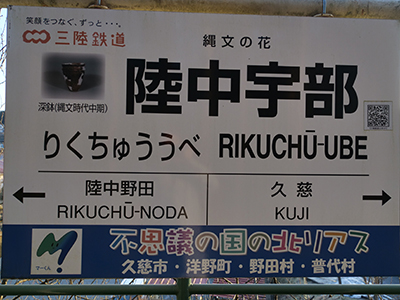 笑顔をつなぐ、ずっと・・・。
三陸鉄道
縄文の花
深鉢(縄文時代中期)
陸中宇部
りくちゅううべ RIKUCHŪ-UBE
陸中野田 久慈
RIKUCHŪ-NODA KUJI
不思議の国の北リアス
久慈市・洋野町・野田村・普代村